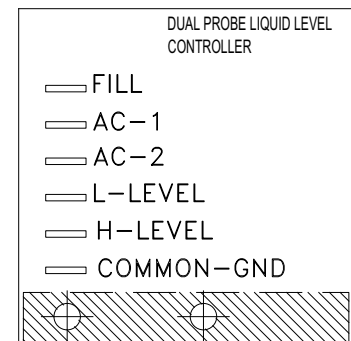 DUAL PROBE LIQUID LEVEL
CONTROLLER
FILL
AC-1
AC-2
L-LEVEL
H-LEVEL
COMMON-GND